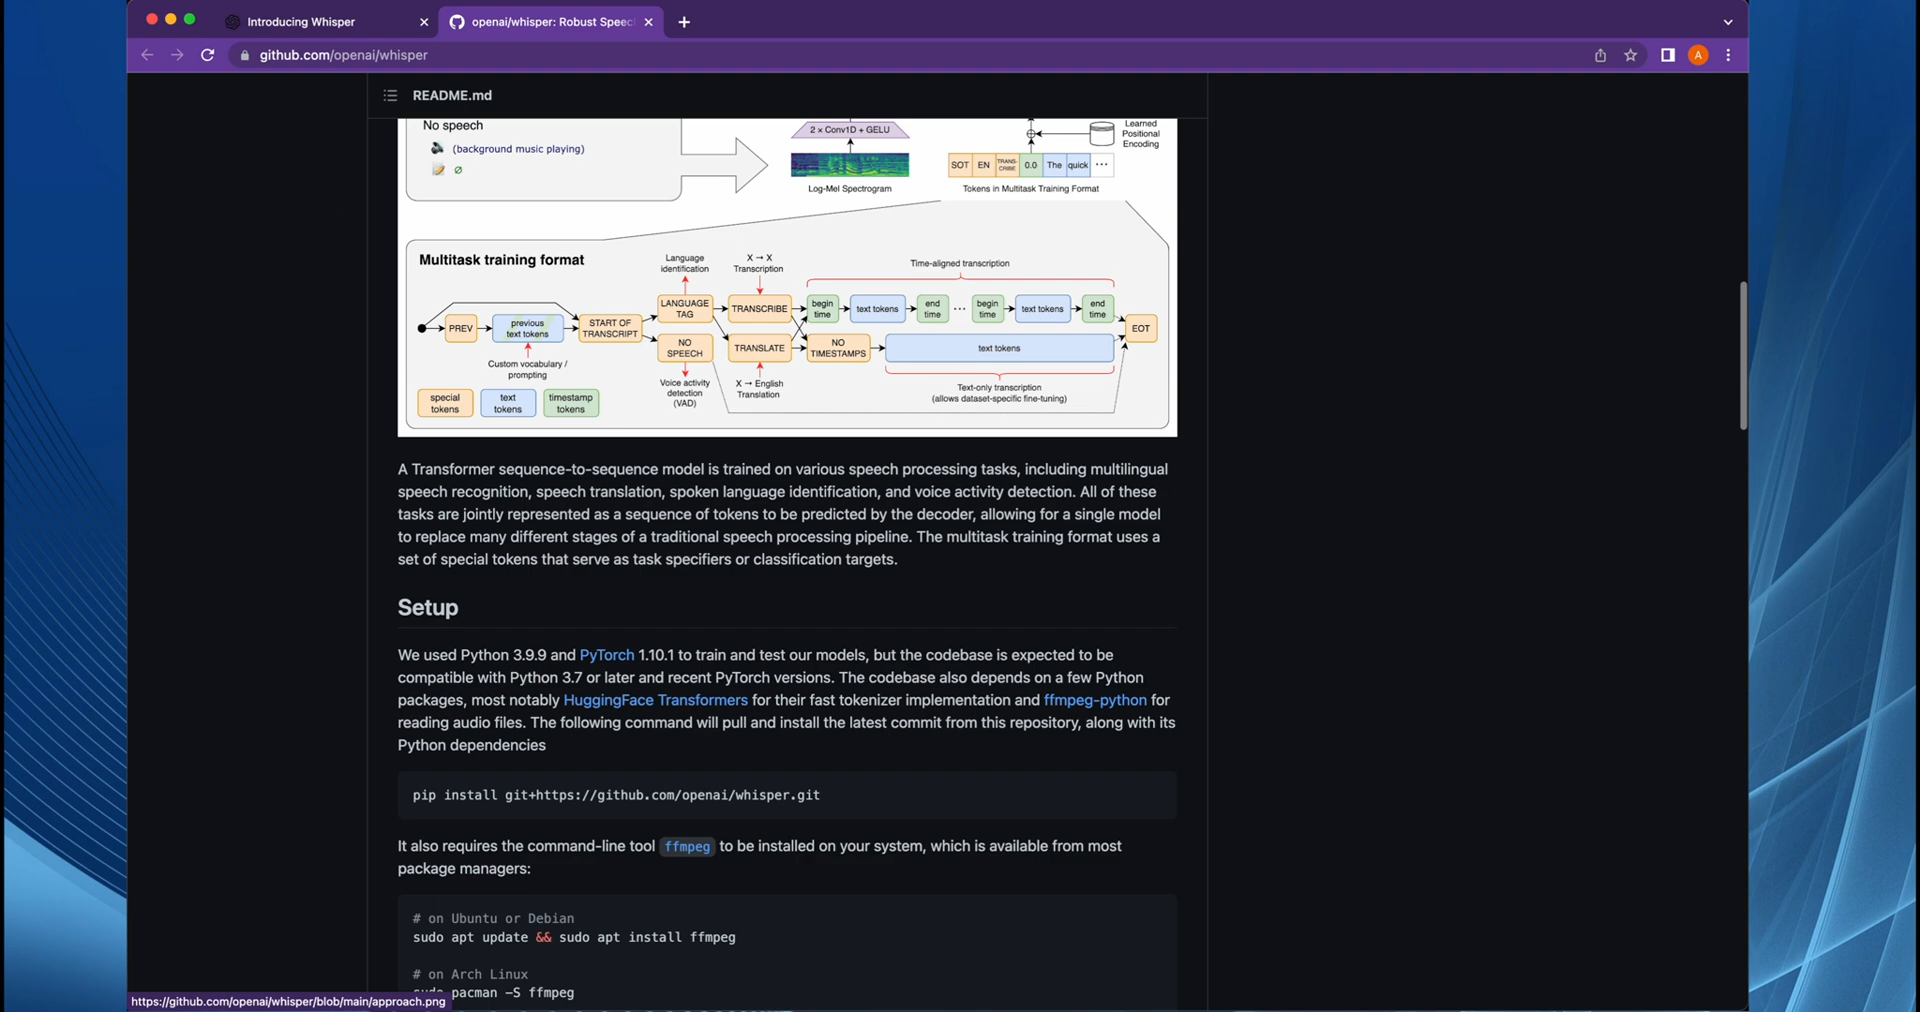 Introducing Whisper
openai/whisper: Robust Speec
github.com/openai/whisper
A
README.md
No speech
(background music playing)
∅
2 × Conv1D + GELU
Log-Mel Spectrogram
Learned
Positional
Encoding
SOT EN TRANS-CRIBE 0.0 The quick ...
Tokens in Multitask Training Format
Multitask training format
Language
identification
X → X
Transcription
Time-aligned transcription
PREV
previous
text tokens
START OF
TRANSCRIPT
LANGUAGE
TAG
TRANSCRIBE
begin
time
text tokens
end
time
...
begin
time
text tokens
end
time
EOT
NO
SPEECH
TRANSLATE
NO
TIMESTAMPS
text tokens
Custom vocabulary /
prompting
Voice activity
detection
(VAD)
X → English
Translation
Text-only transcription
(allows dataset-specific fine-tuning)
special
tokens
text
tokens
timestamp
tokens
A Transformer sequence-to-sequence model is trained on various speech processing tasks, including multilingual
speech recognition, speech translation, spoken language identification, and voice activity detection. All of these
tasks are jointly represented as a sequence of tokens to be predicted by the decoder, allowing for a single model
to replace many different stages of a traditional speech processing pipeline. The multitask training format uses a
set of special tokens that serve as task specifiers or classification targets.
Setup
We used Python 3.9.9 and PyTorch 1.10.1 to train and test our models, but the codebase is expected to be
compatible with Python 3.7 or later and recent PyTorch versions. The codebase also depends on a few Python
packages, most notably HuggingFace Transformers for their fast tokenizer implementation and ffmpeg-python for
reading audio files. The following command will pull and install the latest commit from this repository, along with its
Python dependencies
pip install git+https://github.com/openai/whisper.git
It also requires the command-line tool ffmpeg to be installed on your system, which is available from most
package managers:
# on Ubuntu or Debian
sudo apt update && sudo apt install ffmpeg
# on Arch Linux
sudo pacman -S ffmpeg
https://github.com/openai/whisper/blob/main/approach.png